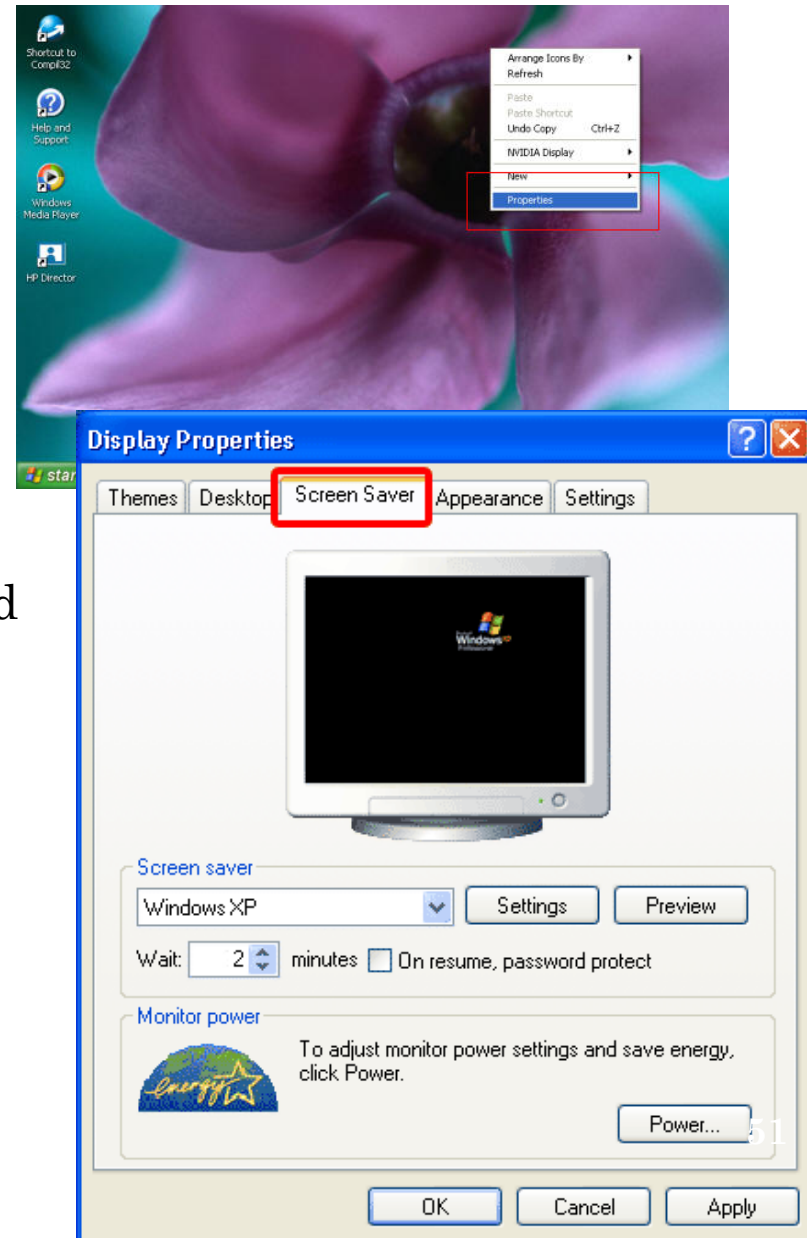 Shortcut to
Compil32
Help and
Support
Windows
Media Player
HP Director
Arrange Icons By
Refresh
Paste
Paste Shortcut
Undo Copy Ctrl+Z
NVIDIA Display
New
Properties
star
Display Properties
Themes Desktop Screen Saver Appearance Settings
d
Windows
Screen saver
Windows XP Settings Preview
Wait: 2 minutes On resume, password protect
Monitor power
energy
To adjust monitor power settings and save energy,
click Power.
Power...
51
OK Cancel Apply